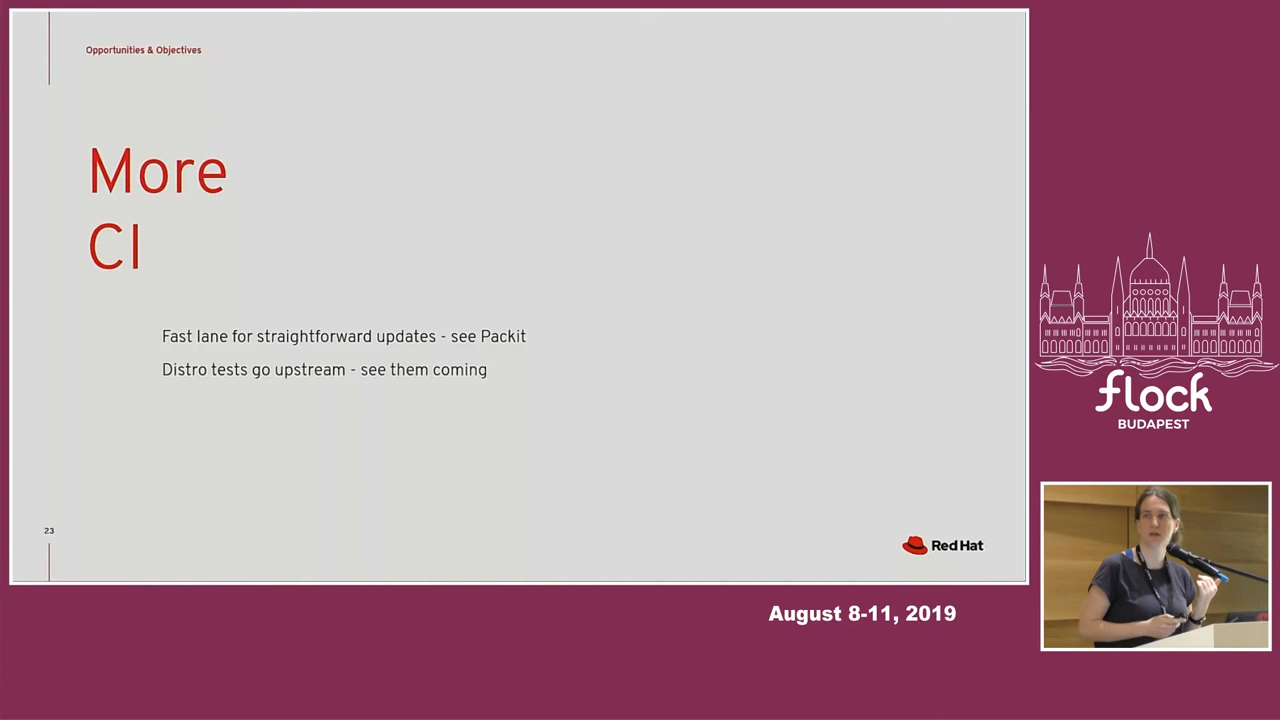 Opportunities & Objectives
More
CI
Fast lane for straightforward updates - see Packit
Distro tests go upstream - see them coming
23
Red Hat
flock
BUDAPEST
August 8-11, 2019